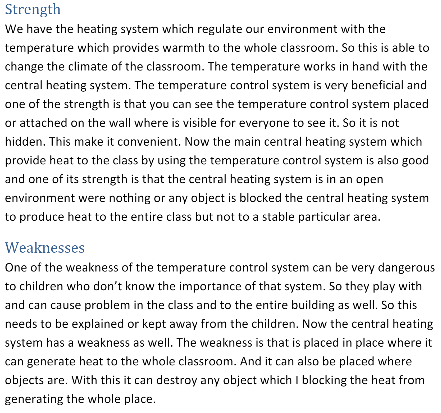 Strength
We have the heating system which regulate our environment with the
temperature which provides warmth to the whole classroom. So this is able to
change the climate of the classroom. The temperature works in hand with the
central heating system. The temperature control system is very beneficial and
one of the strength is that you can see the temperature control system placed
or attached on the wall where is visible for everyone to see it. So it is not
hidden. This make it convenient. Now the main central heating system which
provide heat to the class by using the temperature control system is also good
and one of its strength is that the central heating system is in an open
environment were nothing or any object is blocked the central heating system
to produce heat to the entire class but not to a stable particular area.
Weaknesses
One of the weakness of the temperature control system can be very dangerous
to children who don't know the importance of that system. So they play with
and can cause problem in the class and to the entire building as well. So this
needs to be explained or kept away from the children. Now the central heating
system has a weakness as well. The weakness is that is placed in place where it
can generate heat to the whole classroom. And it can also be placed where
objects are. With this it can destroy any object which I blocking the heat from
generating the whole place.